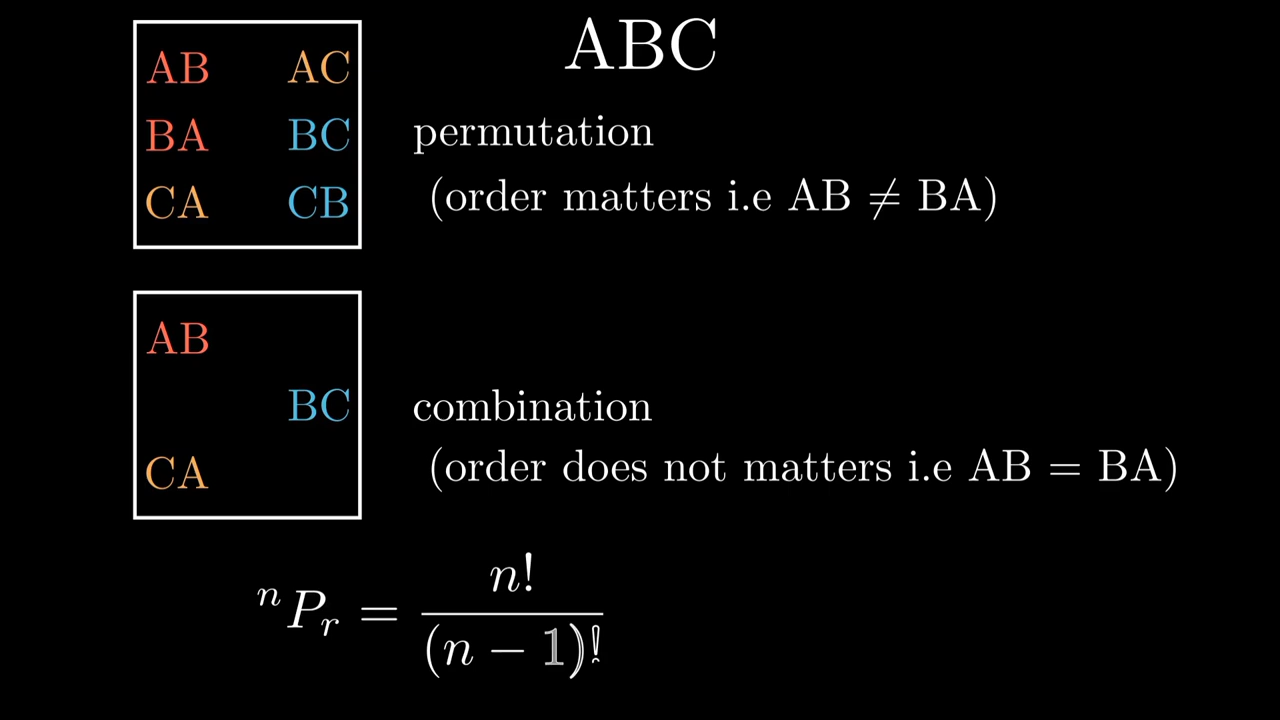 ABC
AB AC
BA BC
CA CB
permutation
(order matters i.e AB ≠ BA)
AB
BC
CA
combination
(order does not matters i.e AB = BA)
ⁿPᵣ = n! / (n − 1)!